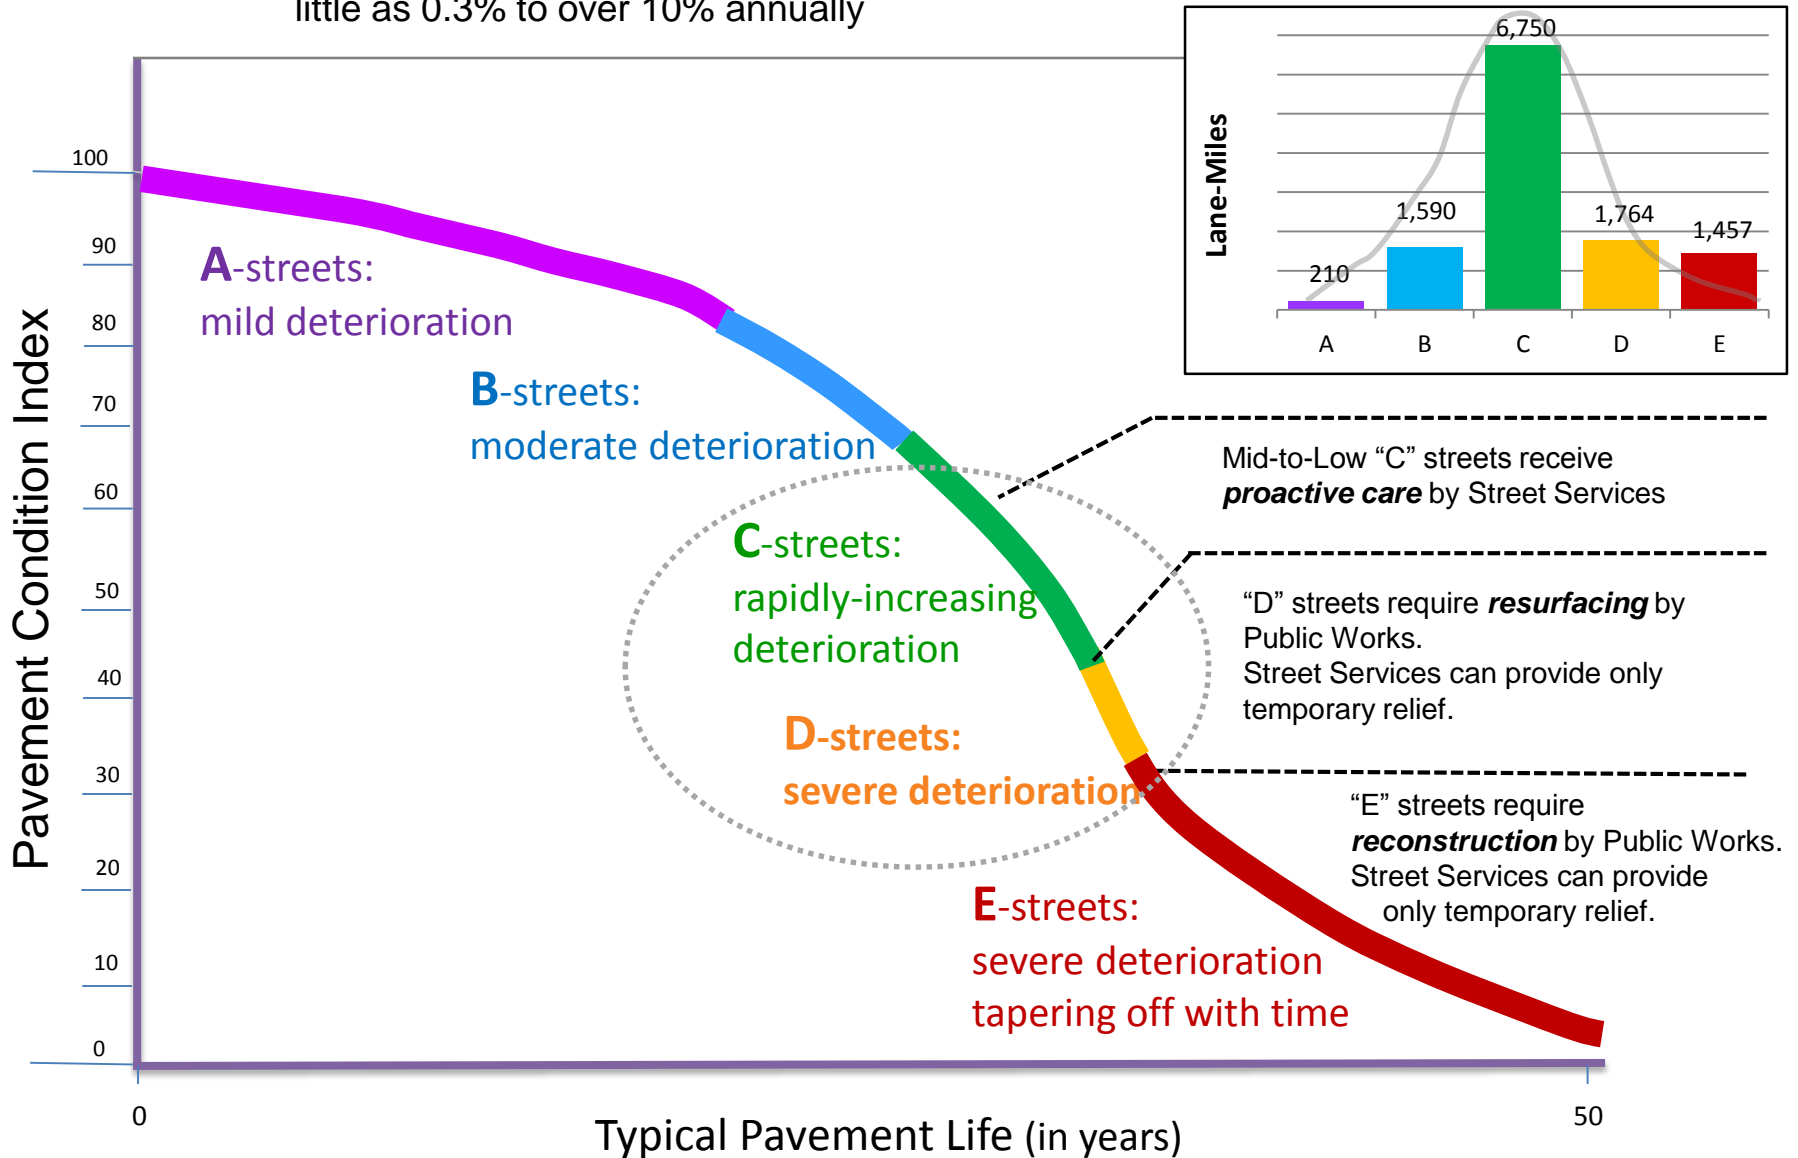 little as 0.3% to over 10% annually
Pavement Condition Index
100
90
80
70
60
50
40
30
20
10
0
A-streets:
mild deterioration
B-streets:
moderate deterioration
C-streets:
rapidly-increasing
deterioration
D-streets:
severe deterioration
E-streets:
severe deterioration
tapering off with time
Lane-Miles
6,750
1,590
1,764
1,457
210
A B C D E
Mid-to-Low “C” streets receive
proactive care by Street Services
“D” streets require resurfacing by
Public Works.
Street Services can provide only
temporary relief.
“E” streets require
reconstruction by Public Works.
Street Services can provide
only temporary relief.
0
50
Typical Pavement Life (in years)